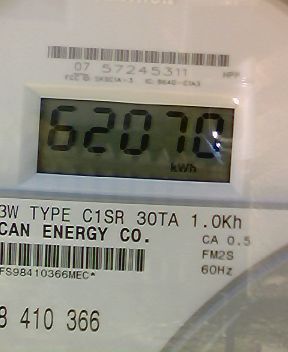 07 57245311
62070
kWh
3W TYPE C1SR 30TA 1.0Kh
CAN ENERGY CO.
CA 0.5
FM2S
60Hz
FS98410366MEC*
8 410 366